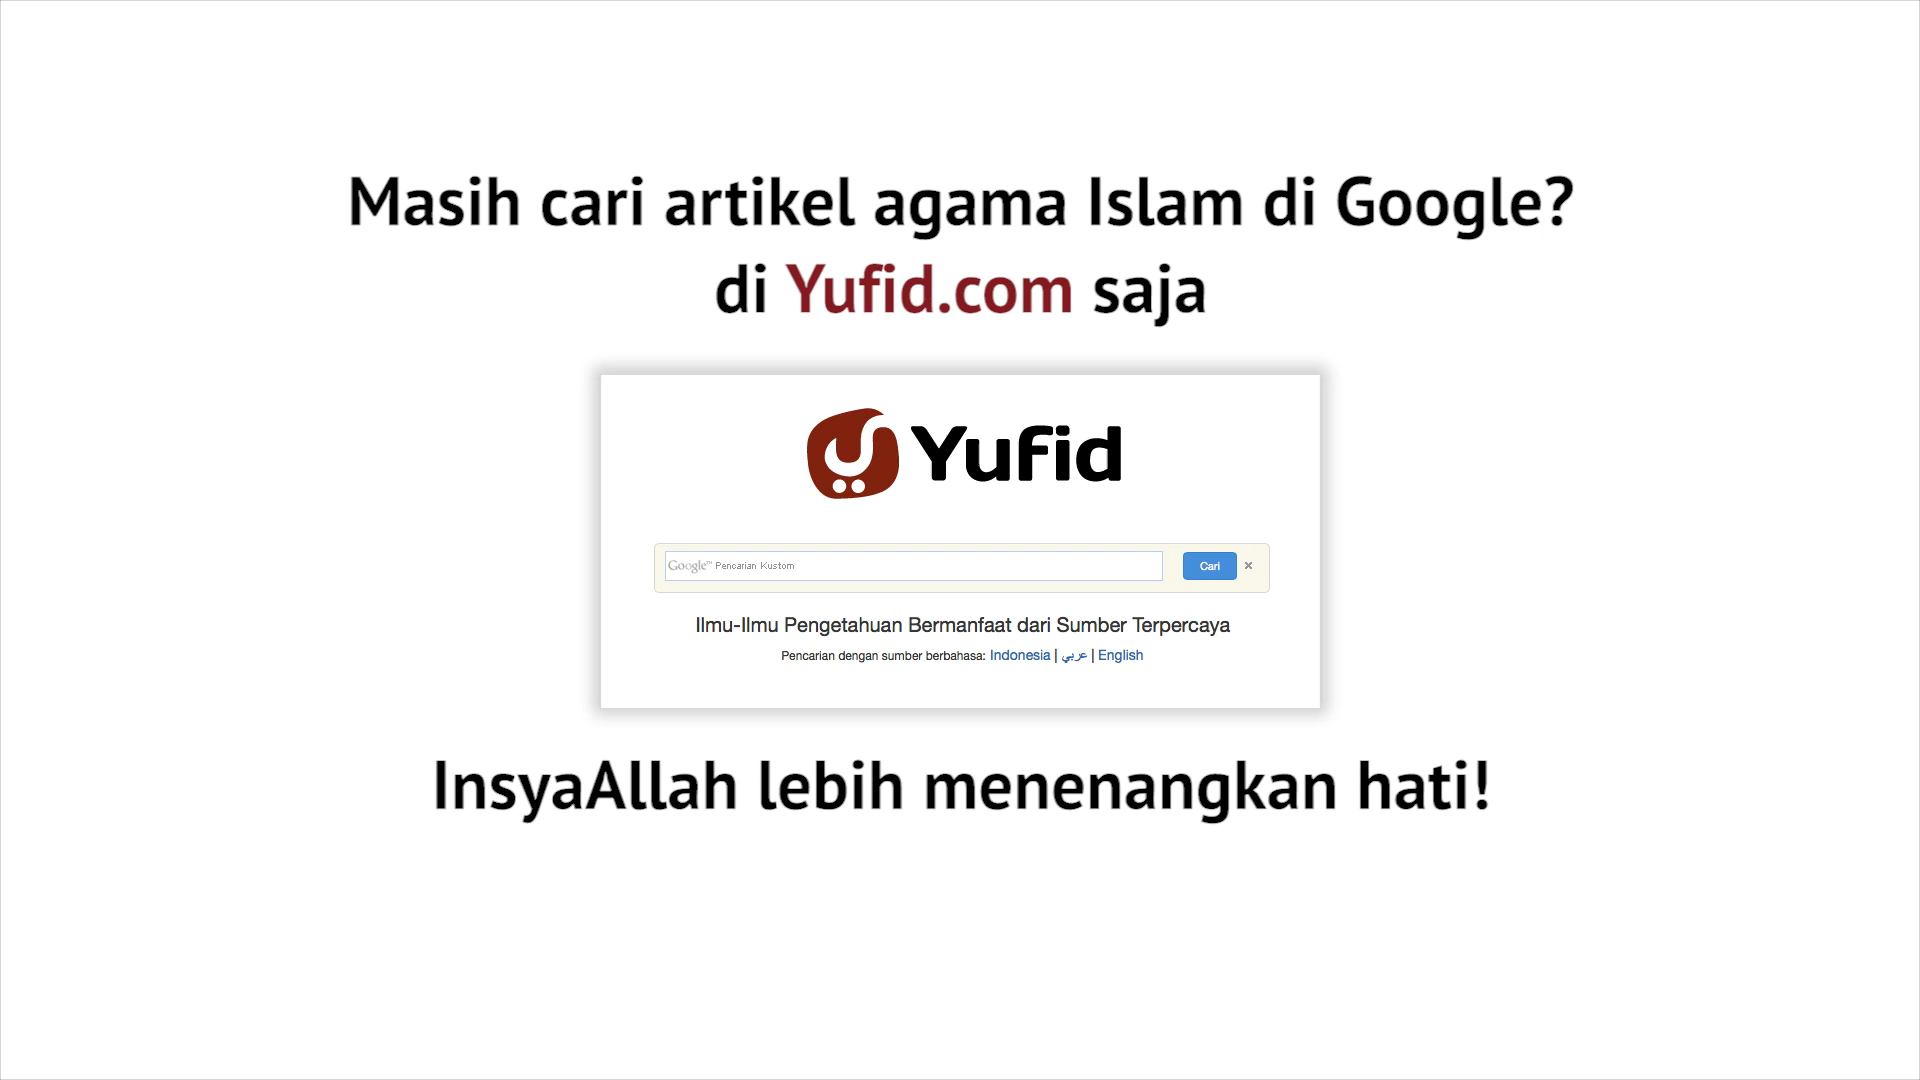 Masih cari artikel agama Islam di Google?
di Yufid.com saja
Yufid
Google™ Pencarian Kustom
Cari ×
Ilmu-Ilmu Pengetahuan Bermanfaat dari Sumber Terpercaya
Pencarian dengan sumber berbahasa: Indonesia | عربي | English
InsyaAllah lebih menenangkan hati!